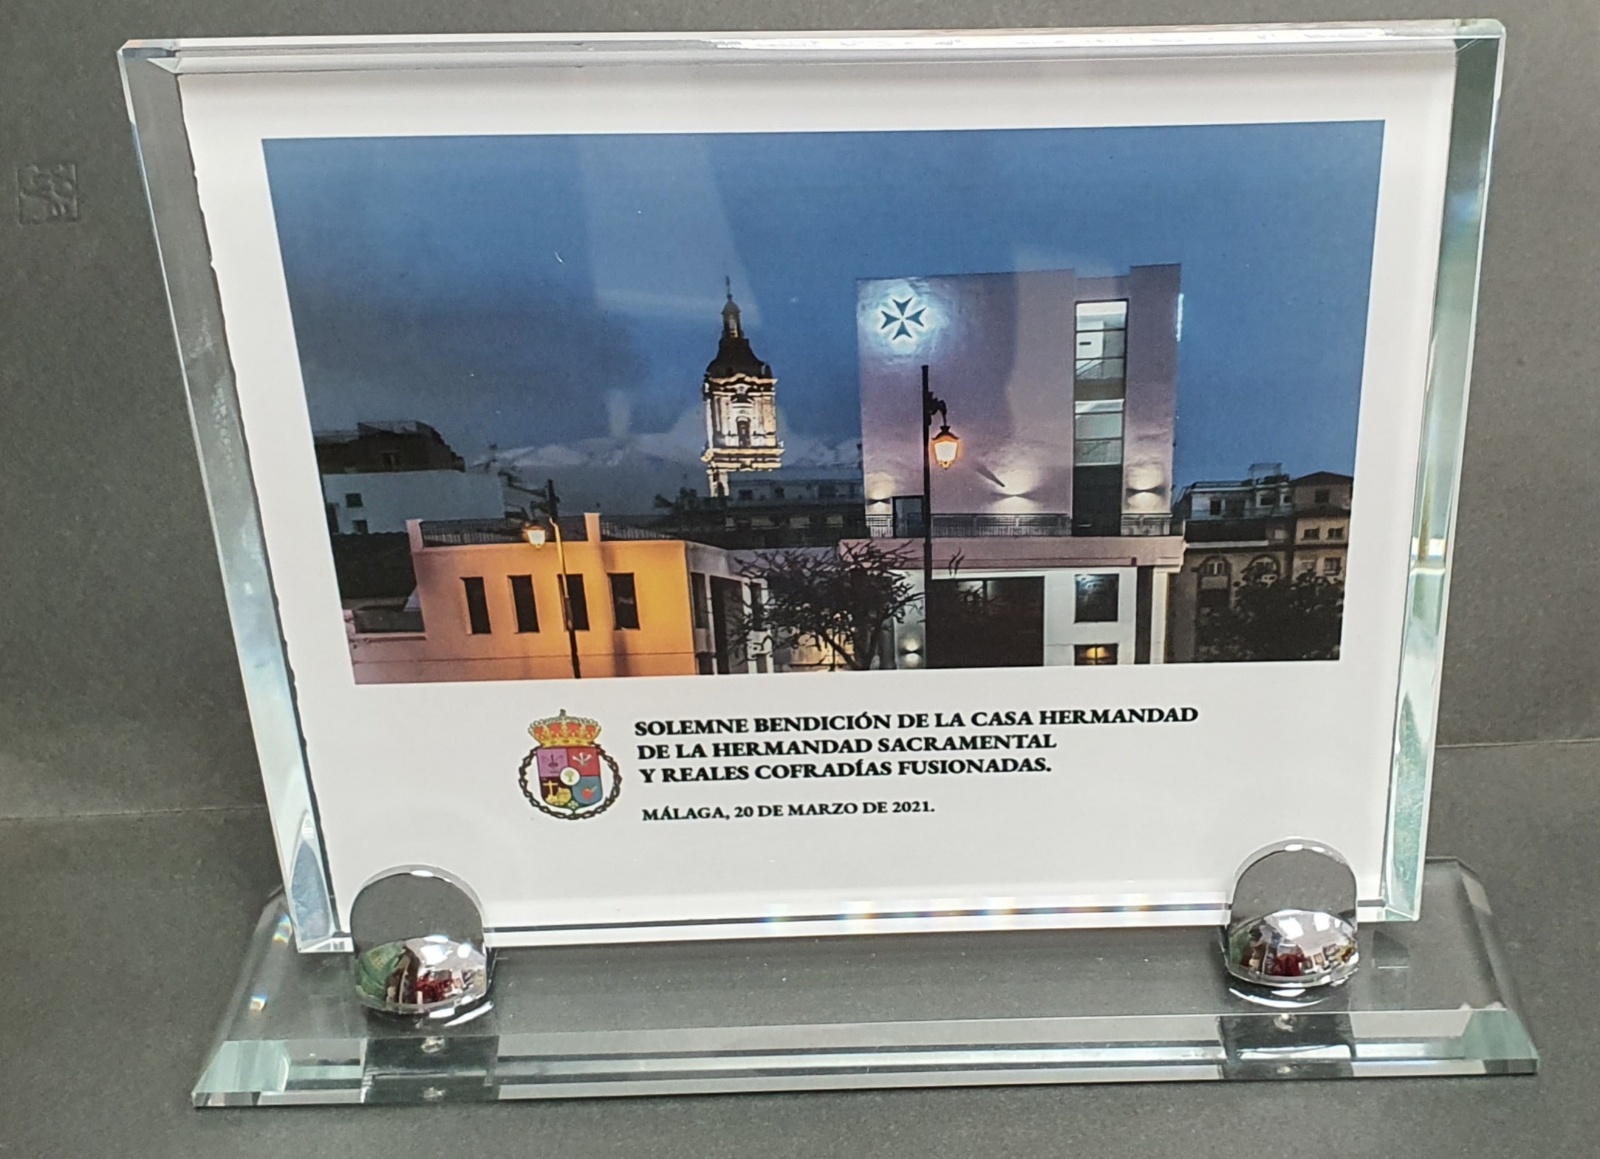 SOLEMNE BENDICIÓN DE LA CASA HERMANDAD
DE LA HERMANDAD SACRAMENTAL
Y REALES COFRADÍAS FUSIONADAS.
MÁLAGA, 20 DE MARZO DE 2021.